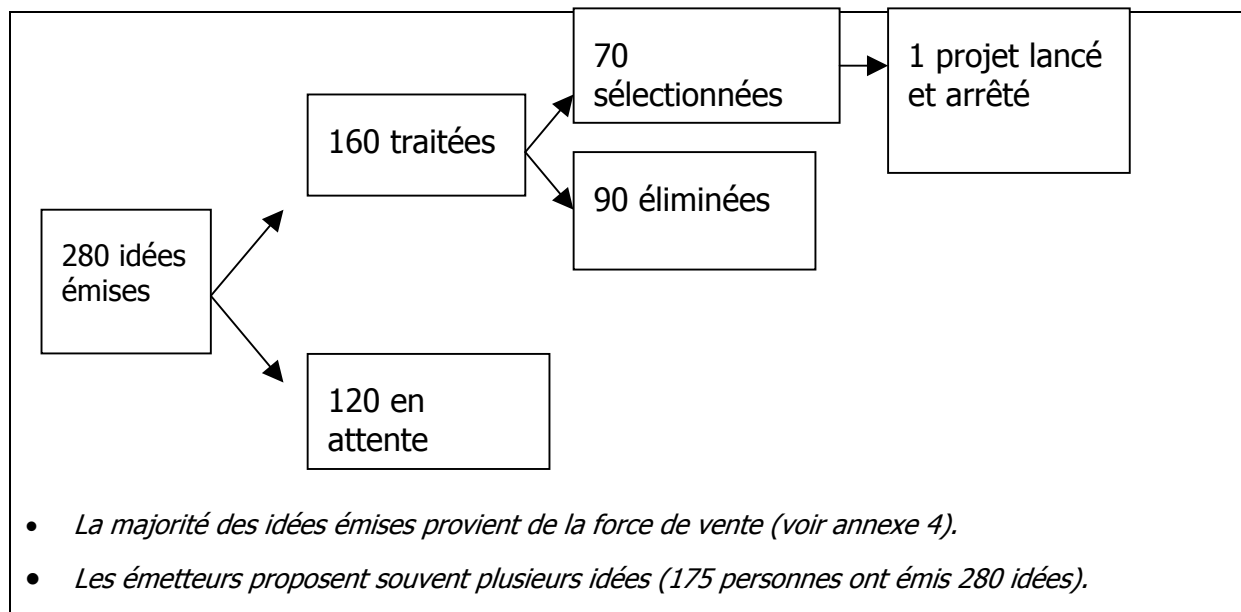 70
sélectionnées
1 projet lancé
et arrêté
160 traitées
90 éliminées
280 idées
émises
120 en
attente
• La majorité des idées émises provient de la force de vente (voir annexe 4).
• Les émetteurs proposent souvent plusieurs idées (175 personnes ont émis 280 idées).